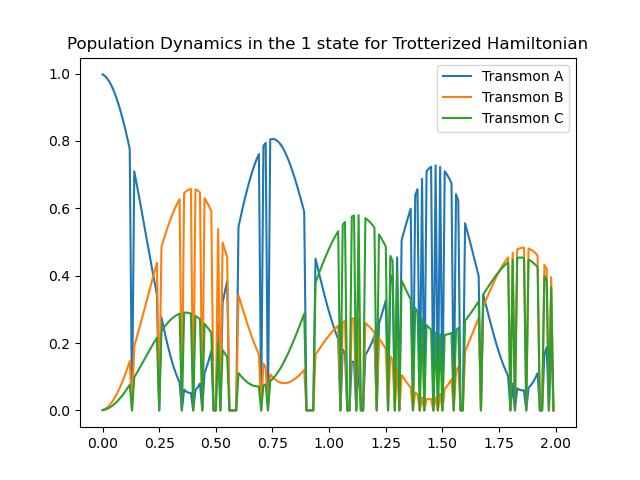 Population Dynamics in the 1 state for Trotterized Hamiltonian
Transmon A
Transmon B
Transmon C
1.0
0.8
0.6
0.4
0.2
0.0
0.00 0.25 0.50 0.75 1.00 1.25 1.50 1.75 2.00